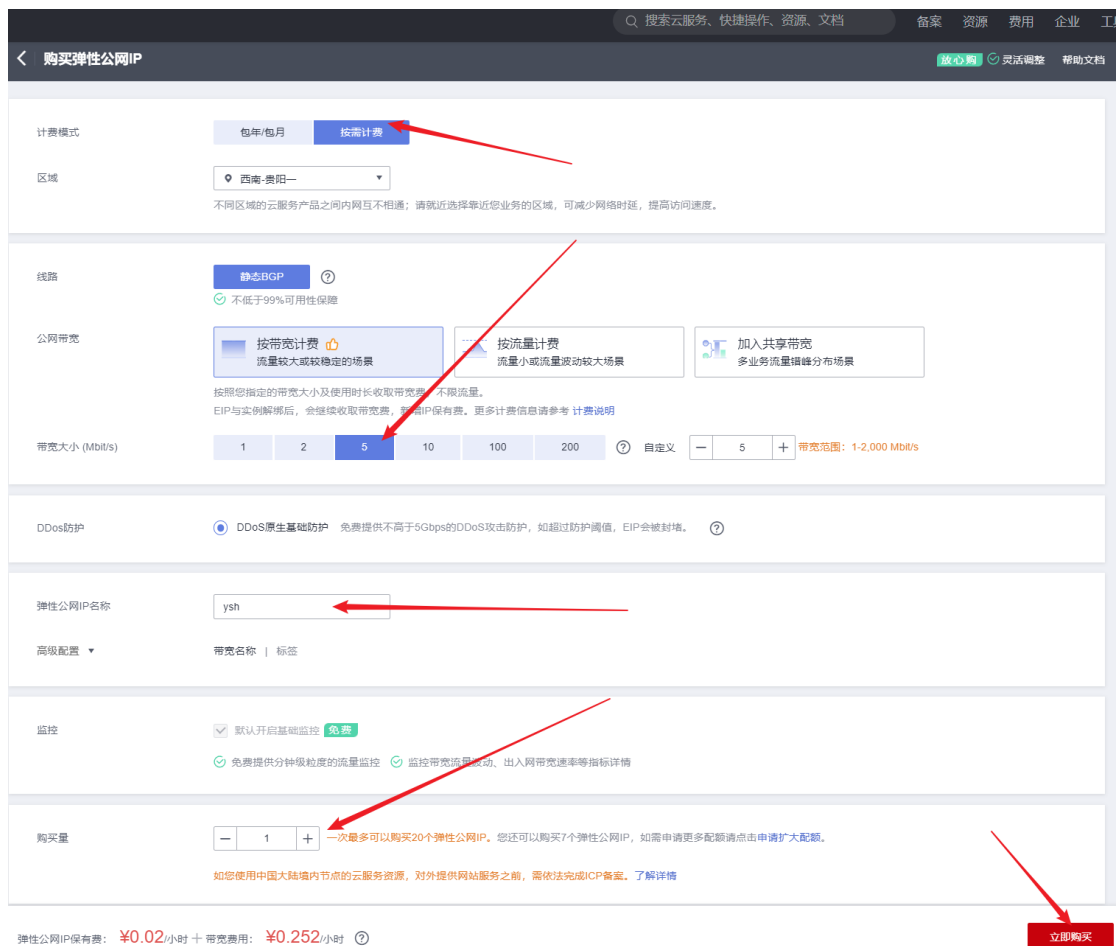 搜索云服务、快捷操作、资源、文档 备案 资源 费用 企业
购买弹性公网IP 放心购 灵活调整 帮助文档
计费模式 包年/包月 按需计费
区域 西南-贵阳一
不同区域的云服务产品之间内网互不相通；请就近选择靠近您业务的区域，可减少网络时延，提高访问速度。
线路 静态BGP
不低于99%可用性保障
公网带宽 按带宽计费 按流量计费 加入共享带宽
流量较大或较稳定的场景 流量小或流量波动较大场景 多业务流量错峰分布场景
按照您指定的带宽大小及使用时长收取带宽费，不限流量。
EIP与实例解绑后，会继续收取带宽费，新增IP保有费。更多计费信息请参考 计费说明
带宽大小 (Mbit/s) 1 2 5 10 100 200 自定义 5 带宽范围：1-2,000 Mbit/s
DDos防护 DDoS原生基础防护 免费提供不高于5Gbps的DDoS攻击防护，如超过防护阈值，EIP会被封堵。
弹性公网IP名称 ysh
高级配置 带宽名称 | 标签
监控 默认开启基础监控 免费
免费提供分钟级粒度的流量监控 监控带宽流量波动、出入网带宽速率等指标详情
购买量 1 一次最多可以购买20个弹性公网IP。您还可以购买7个弹性公网IP，如需申请更多配额请点击申请扩大配额。
如您使用中国大陆境内节点的云服务资源，对外提供网站服务之前，需依法完成ICP备案。了解详情
弹性公网IP保有费： ¥0.02/小时 + 带宽费用： ¥0.252/小时 立即购买